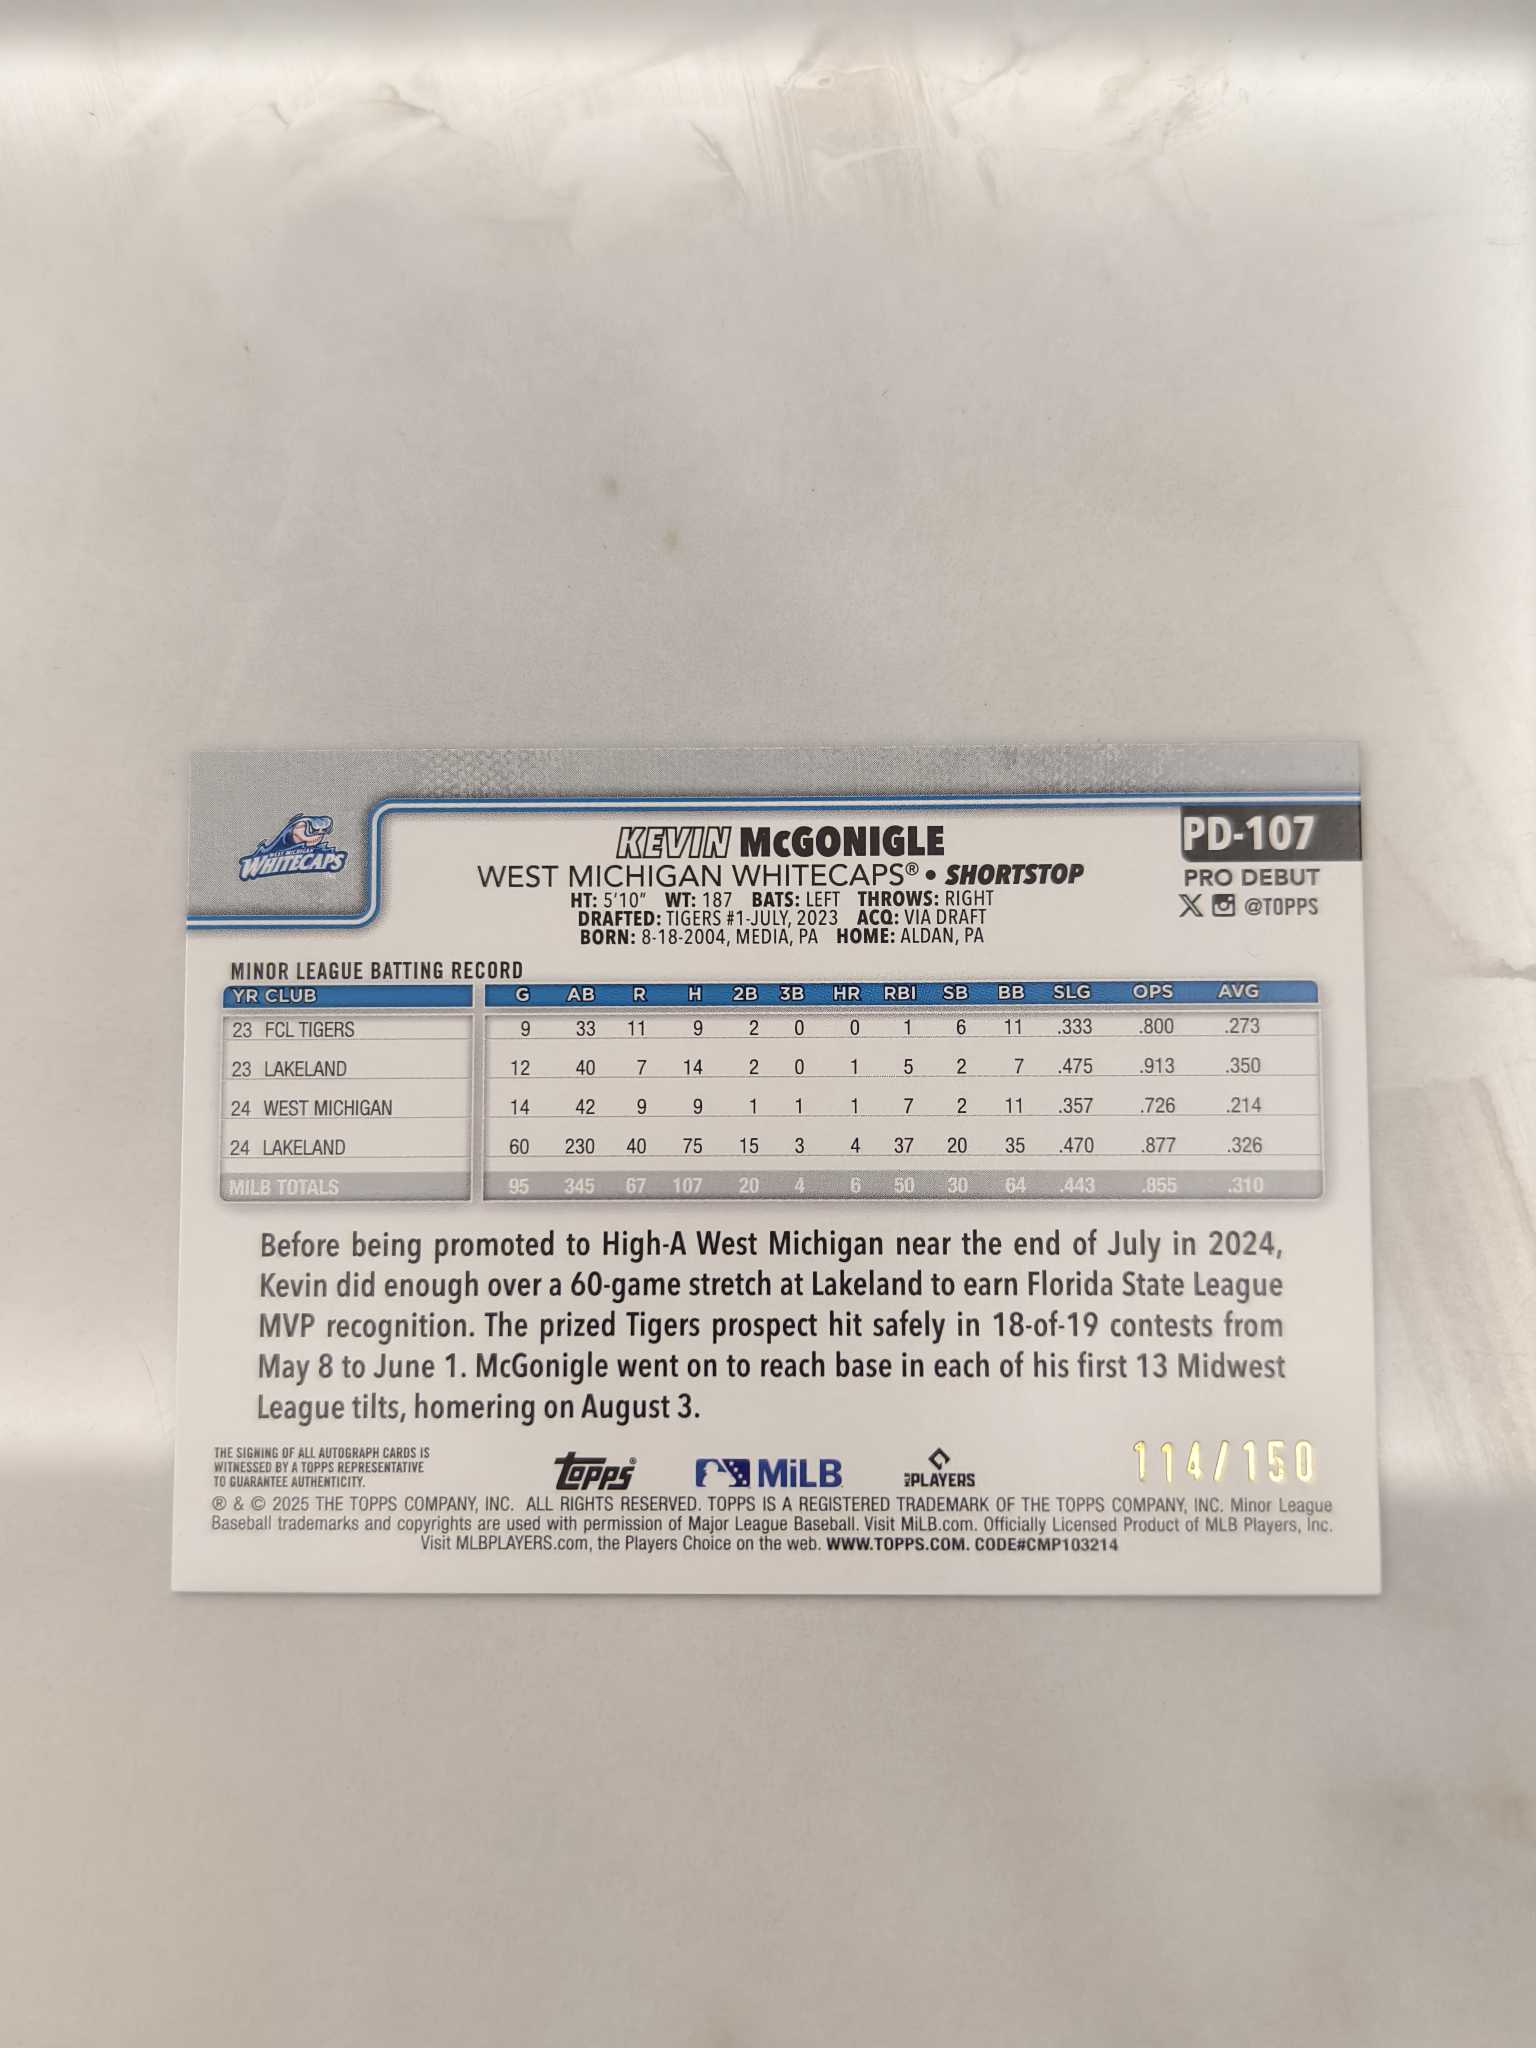 WEST MICHIGAN
WHITECAPS
KEVIN McGONIGLE
WEST MICHIGAN WHITECAPS® • SHORTSTOP
HT: 5'10" WT: 187 BATS: LEFT THROWS: RIGHT
DRAFTED: TIGERS #1-JULY, 2023 ACQ: VIA DRAFT
BORN: 8-18-2004, MEDIA, PA HOME: ALDAN, PA
PD-107
PRO DEBUT
@TOPPS
MINOR LEAGUE BATTING RECORD
YR CLUB G AB R H 2B 3B HR RBI SB BB SLG OPS AVG
23 FCL TIGERS 9 33 11 9 2 0 0 1 6 11 .333 .800 .273
23 LAKELAND 12 40 7 14 2 0 1 5 2 7 .475 .913 .350
24 WEST MICHIGAN 14 42 9 9 1 1 1 7 2 11 .357 .726 .214
24 LAKELAND 60 230 40 75 15 3 4 37 20 35 .470 .877 .326
MILB TOTALS 95 345 67 107 20 4 6 50 30 64 .443 .855 .310
Before being promoted to High-A West Michigan near the end of July in 2024,
Kevin did enough over a 60-game stretch at Lakeland to earn Florida State League
MVP recognition. The prized Tigers prospect hit safely in 18-of-19 contests from
May 8 to June 1. McGonigle went on to reach base in each of his first 13 Midwest
League tilts, homering on August 3.
THE SIGNING OF ALL AUTOGRAPH CARDS IS
WITNESSED BY A TOPPS REPRESENTATIVE
TO GUARANTEE AUTHENTICITY.
topps®
MiLB
MLB PLAYERS
114/150
® & © 2025 THE TOPPS COMPANY, INC. ALL RIGHTS RESERVED. TOPPS IS A REGISTERED TRADEMARK OF THE TOPPS COMPANY, INC. Minor League
Baseball trademarks and copyrights are used with permission of Major League Baseball. Visit MiLB.com. Officially Licensed Product of MLB Players, Inc.
Visit MLBPLAYERS.com, the Players Choice on the web. WWW.TOPPS.COM. CODE#CMP103214